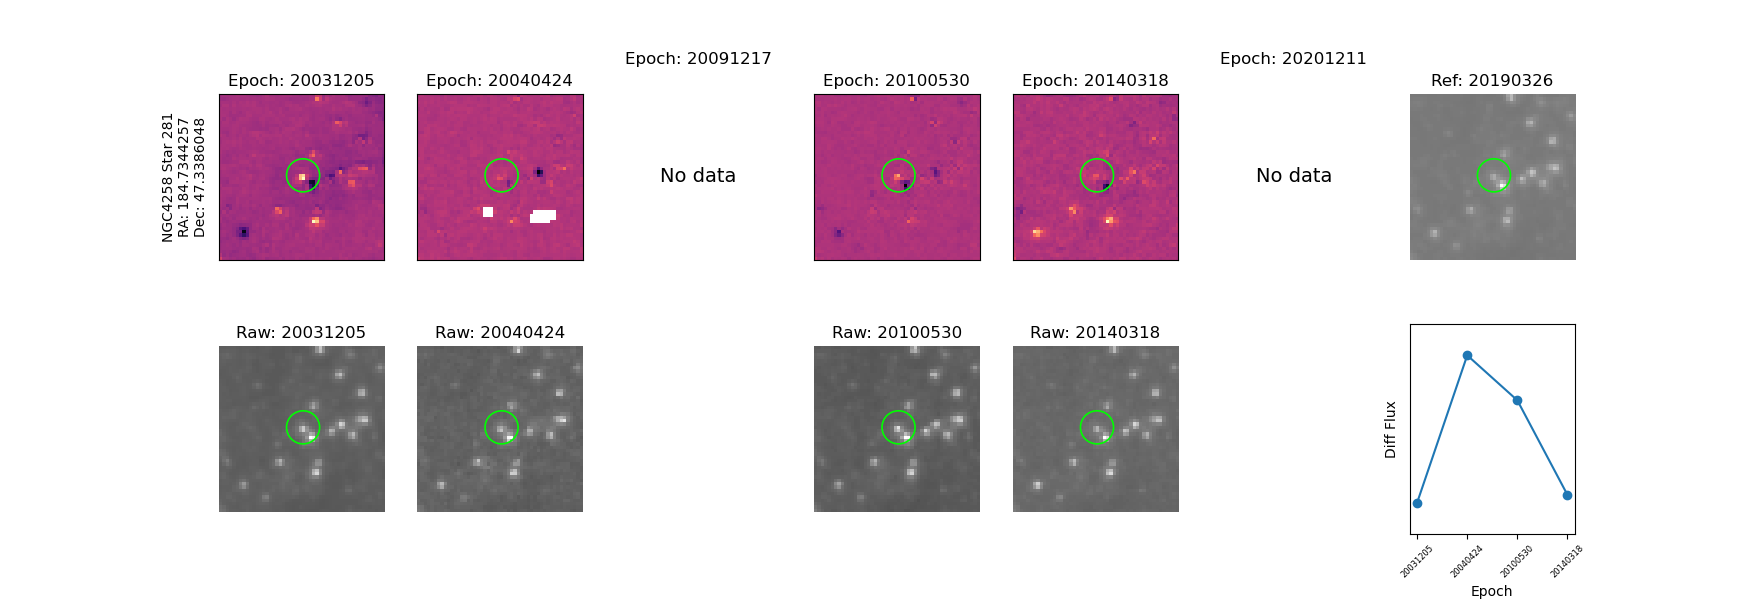 Epoch: 20091217
Epoch: 20201211
Epoch: 20031205
Epoch: 20040424
Epoch: 20100530
Epoch: 20140318
Ref: 20190326
NGC4258 Star 281
RA: 184.7344257
Dec: 47.3386048
No data
No data
Raw: 20031205
Raw: 20040424
Raw: 20100530
Raw: 20140318
Diff Flux
20031205
20040424
20100530
20140318
Epoch